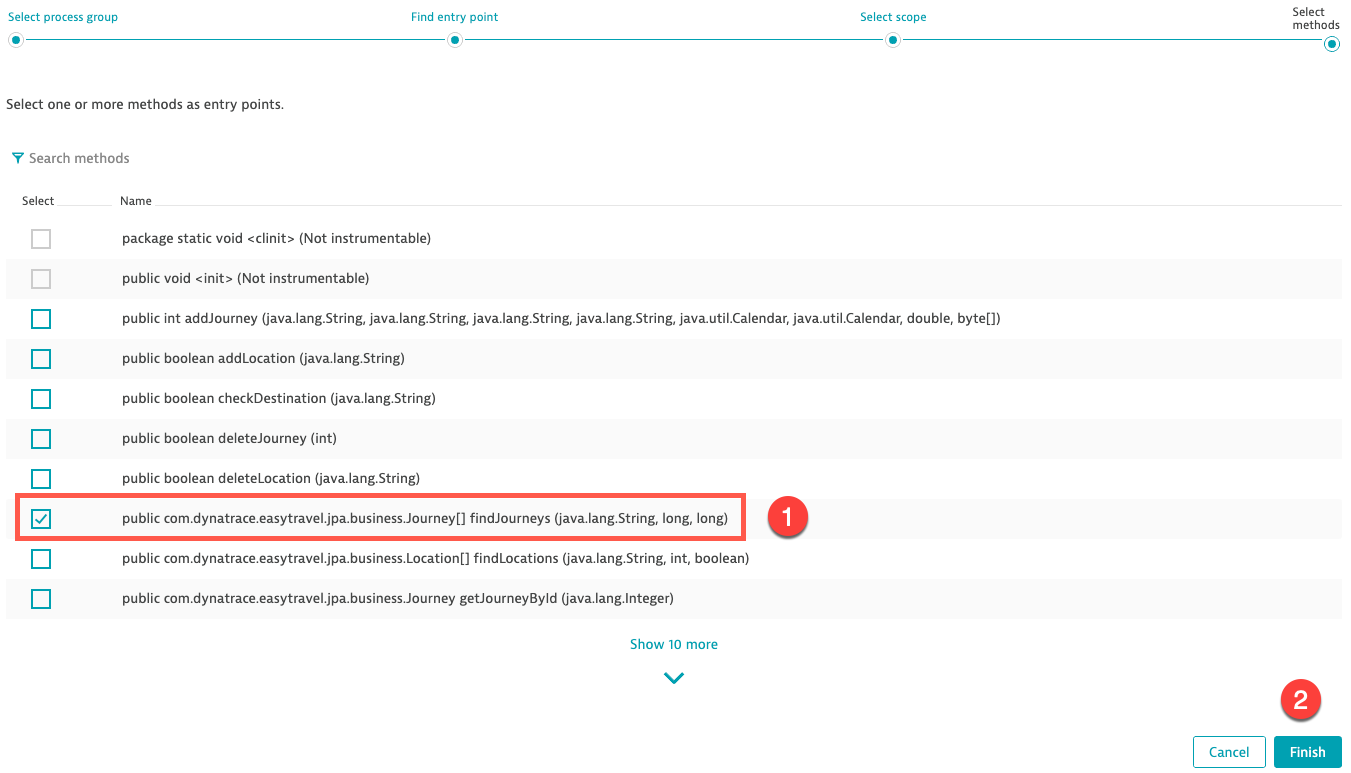 Select process group
Find entry point
Select scope
Select
methods
Select one or more methods as entry points.
Search methods
Select Name
package static void <clinit> (Not instrumentable)
public void <init> (Not instrumentable)
public int addJourney (java.lang.String, java.lang.String, java.lang.String, java.lang.String, java.util.Calendar, java.util.Calendar, double, byte[])
public boolean addLocation (java.lang.String)
public boolean checkDestination (java.lang.String)
public boolean deleteJourney (int)
public boolean deleteLocation (java.lang.String)
public com.dynatrace.easytravel.jpa.business.Journey[] findJourneys (java.lang.String, long, long)
1
public com.dynatrace.easytravel.jpa.business.Location[] findLocations (java.lang.String, int, boolean)
public com.dynatrace.easytravel.jpa.business.Journey getJourneyById (java.lang.Integer)
Show 10 more
2
Cancel Finish